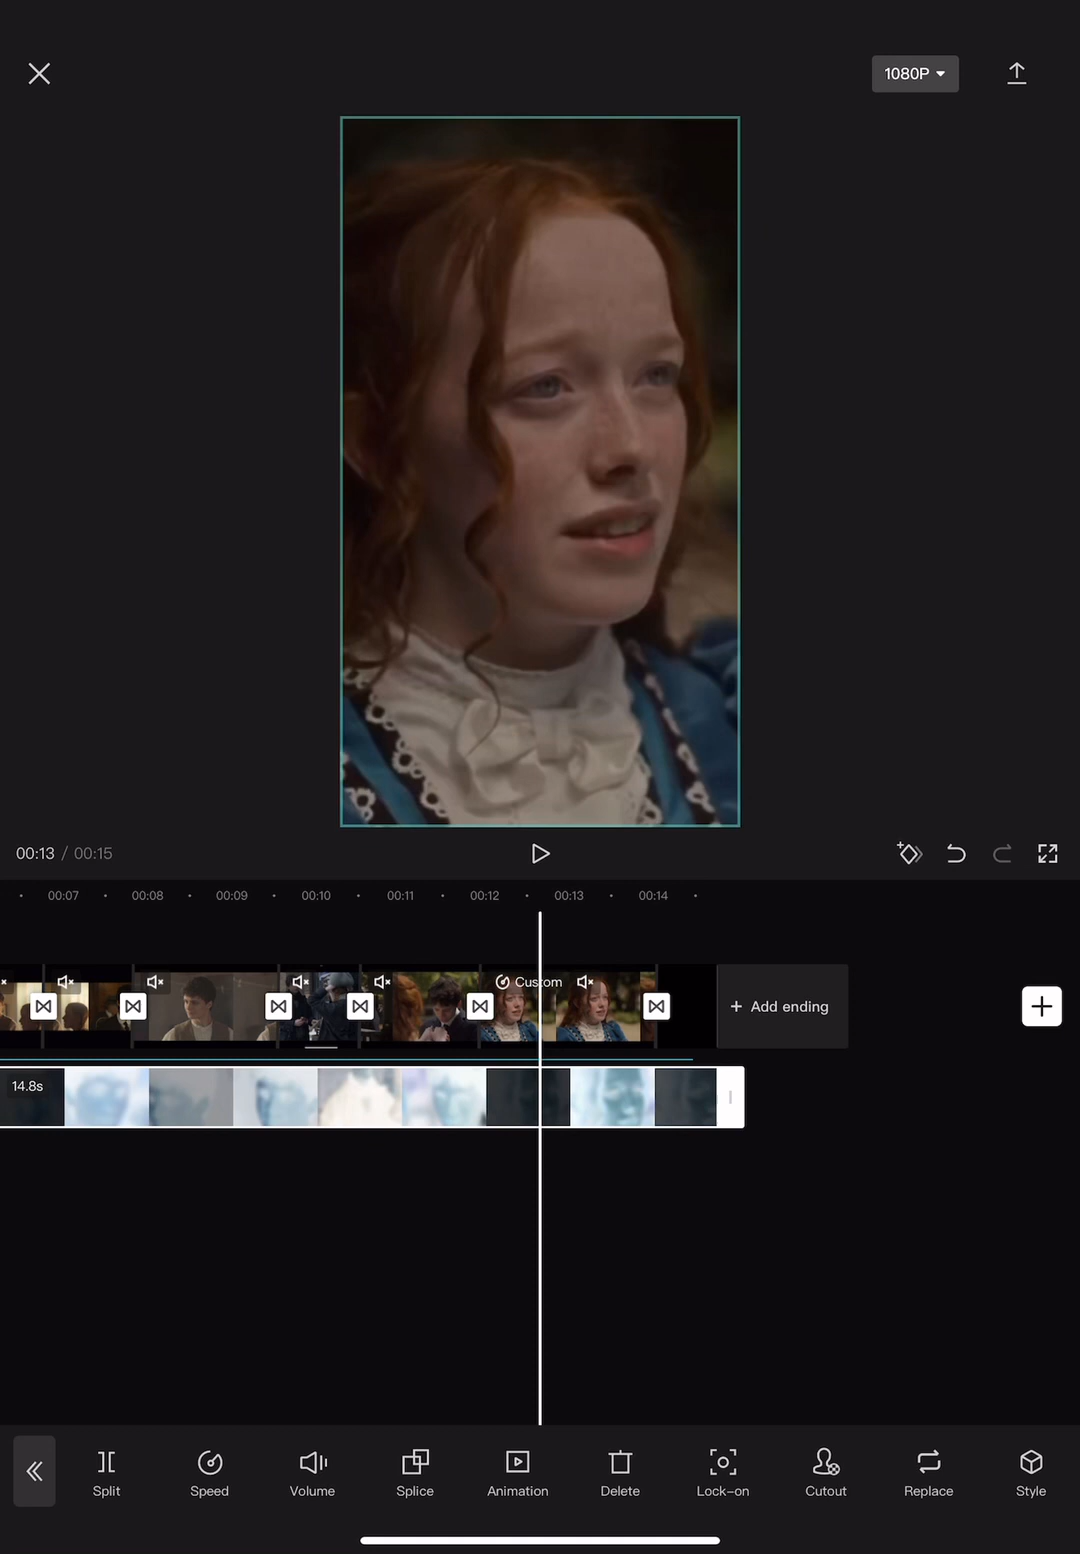 1080P
00:13 / 00:15
00:07 00:08 00:09 00:10 00:11 00:12 00:13 00:14
Custom
+ Add ending
14.8s
Split Speed Volume Splice Animation Delete Lock-on Cutout Replace Style